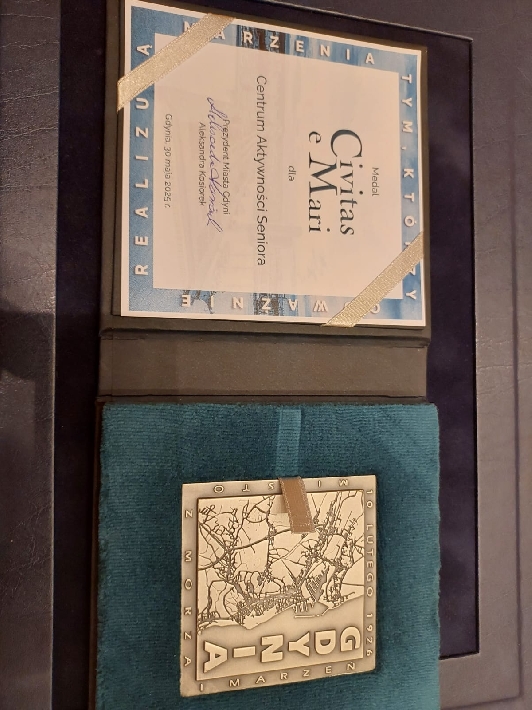 TYM, KTÓRZY
ODWAŻNIE
REALIZUJĄ
MARZENIA
Medal
Civitas
e Mari
dla
Centrum Aktywności Seniora
Prezydent Miasta Gdyni
Aleksandra Kosiorek
Gdynia, 30 maja 2025 r.
10 LUTEGO 1926
MIASTO
Z MORZA
I MARZEŃ
GDYNIA